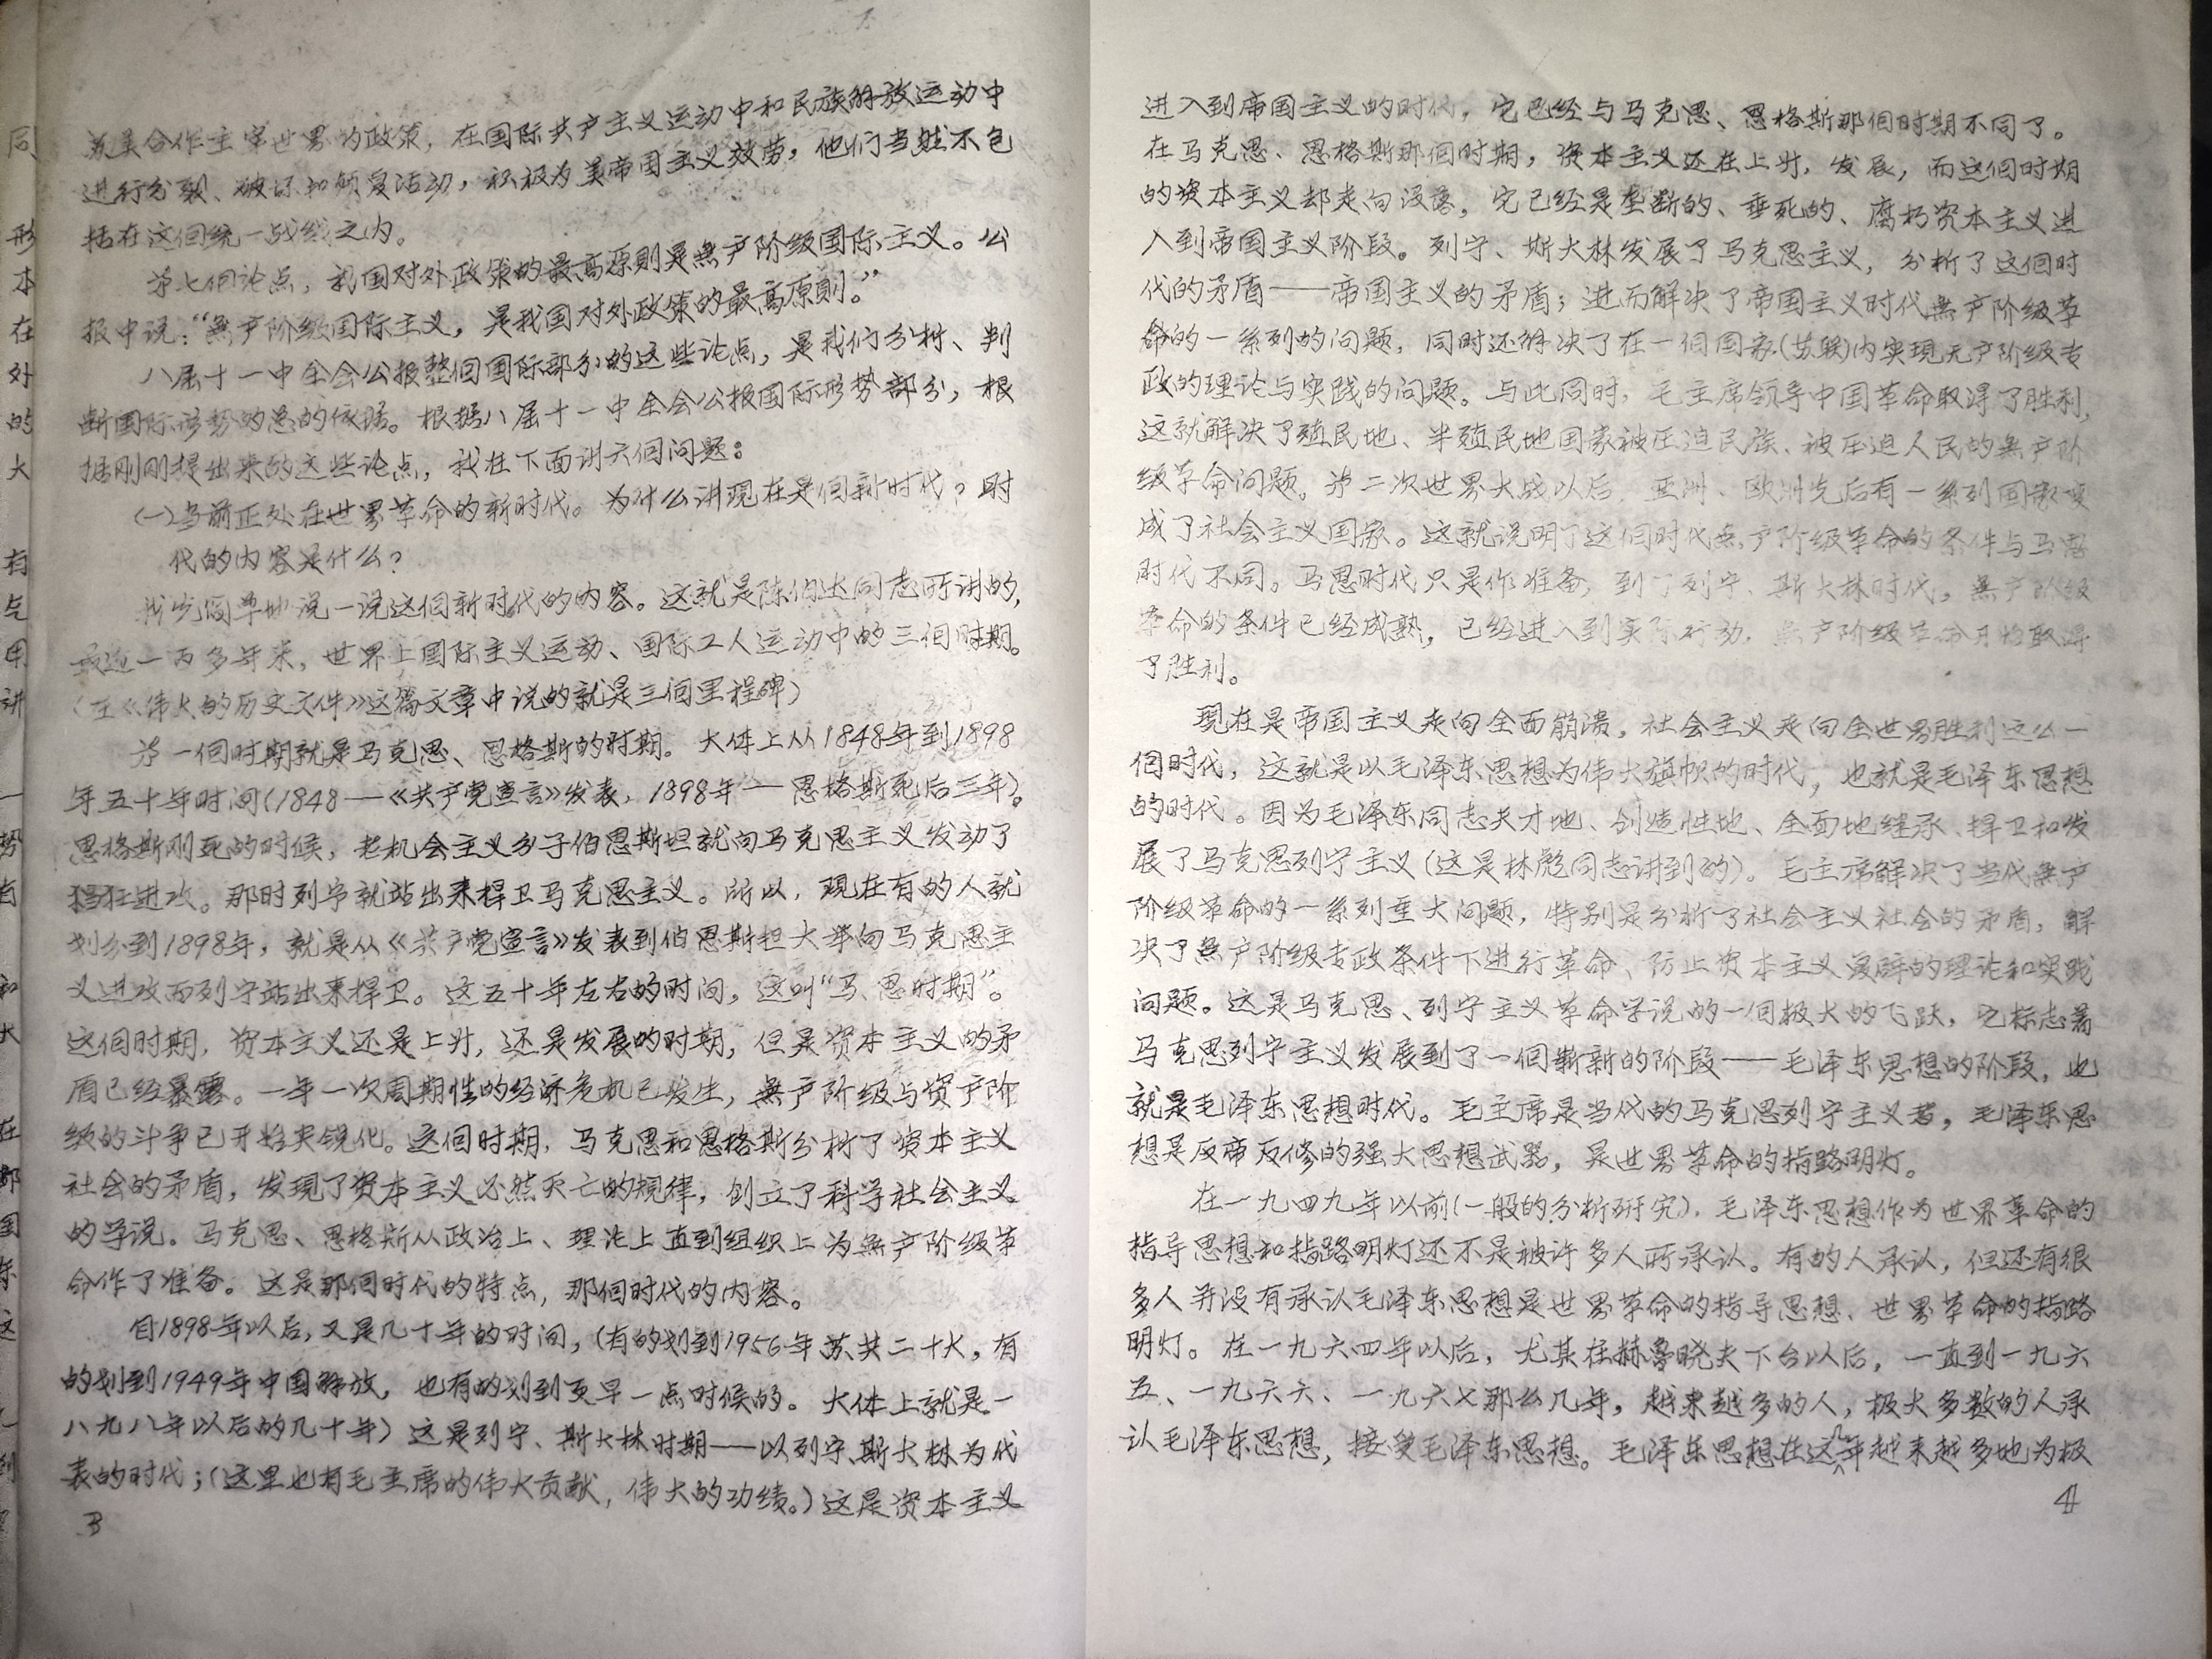 苏美合作主宰世界的政策，在国际共产主义运动中和民族解放运动中
进行分裂、破坏和颠复活动，积极为美帝国主义效劳，他们当然不包
括在这個统一战线之内。
第七個论点，我国对外政策的最高原则是無产阶级国际主义。公
报中说：“無产阶级国际主义，是我国对外政策的最高原则。”
八届十一中全会公报整個国际部分的这些论点，是我们分析、判
断国际形势的总的依据。根据八届十一中全会公报国际形势部分，根
据刚刚提出来的这些论点，我在下面讲六個问题：
(一)当前正处在世界革命的新时代。为什么讲现在是個新时代？时
代的内容是什么？
我先简单地说一说这個新时代的内容。这就是陈伯达同志所讲的，
最近一百多年来，世界上国际主义运动、国际工人运动中的三個时期。
（在《伟大的历史文件》这篇文章中说的就是三個里程碑）
第一個时期就是马克思、恩格斯的时期。大体上从1848年到1898
年五十年时间(1848——《共产党宣言》发表，1898年——恩格斯死后三年)。
恩格斯刚死的时候，老机会主义分子伯恩斯坦就向马克思主义发动了
猖狂进攻。那时列宁就站出来捍卫马克思主义。所以，现在有的人就
划分到1898年，就是从《共产党宣言》发表到伯恩斯坦大举向马克思主
义进攻而列宁站出来捍卫。这五十年左右的时间，这叫“马、恩时期”。
这個时期，资本主义还是上升，还是发展的时期，但是资本主义的矛
盾已经暴露。一年一次周期性的经济危机已发生，無产阶级与资产阶
级的斗争已开始尖锐化。这個时期，马克思和恩格斯分析了资本主义
社会的矛盾，发现了资本主义必然灭亡的规律，创立了科学社会主义
的学说。马克思、恩格斯从政治上、理论上直到组织上为無产阶级革
命作了准备。这是那個时代的特点，那個时代的内容。
自1898年以后，又是几十年的时间，(有的划到1956年苏共二十大，有
的划到1949年中国解放，也有的划到更早一点时候的。大体上就是一
八九八年以后的几十年）这是列宁、斯大林时期——以列宁、斯大林为代
表的时代；(这里也有毛主席的伟大贡献，伟大的功绩。)这是资本主义
3
进入到帝国主义的时代，它已经与马克思、恩格斯那個时期不同了。
在马克思、恩格斯那個时期，资本主义还在上升，发展，而这個时期
的资本主义却走向没落，它已经是垄断的、垂死的、腐朽资本主义进
入到帝国主义阶段。列宁、斯大林发展了马克思主义，分析了这個时
代的矛盾——帝国主义的矛盾；进而解决了帝国主义时代無产阶级革
命的一系列的问题，同时还解决了在一個国家(苏联)内实现无产阶级专
政的理论与实践的问题。与此同时，毛主席领导中国革命取得了胜利，
这就解决了殖民地、半殖民地国家被压迫民族、被压迫人民的無产阶
级革命问题。第二次世界大战以后，亚洲、欧洲先后有一系列国家变
成了社会主义国家。这就说明了这個时代無产阶级革命的条件与马恩
时代不同。马恩时代只是作准备，到了列宁、斯大林时代，無产阶级
革命的条件已经成熟，已经进入到实际行动，無产阶级革命开始取得
了胜利。
现在是帝国主义走向全面崩溃，社会主义走向全世界胜利这么一
個时代，这就是以毛泽东思想为伟大旗帜的时代，也就是毛泽东思想
的时代。因为毛泽东同志天才地、创造性地、全面地继承、捍卫和发
展了马克思列宁主义(这是林彪同志讲到的)。毛主席解决了当代無产
阶级革命的一系列重大问题，特别是分析了社会主义社会的矛盾，解
决了無产阶级专政条件下进行革命、防止资本主义复辟的理论和实践
问题。这是马克思、列宁主义革命学说的一個极大的飞跃，它标志着
马克思列宁主义发展到了一個崭新的阶段——毛泽东思想的阶段，也
就是毛泽东思想时代。毛主席是当代的马克思列宁主义者，毛泽东思
想是反帝反修的强大思想武器，是世界革命的指路明灯。
在一九四九年以前(一般的分析研究)，毛泽东思想作为世界革命的
指导思想和指路明灯还不是被许多人所承认。有的人承认，但还有很
多人并没有承认毛泽东思想是世界革命的指导思想、世界革命的指路
明灯。在一九六四年以后，尤其在赫鲁晓夫下台以后，一直到一九六
五、一九六六、一九六七那么几年，越来越多的人，极大多数的人承
认毛泽东思想，接受毛泽东思想。毛泽东思想在这几年越来越多地为极
4